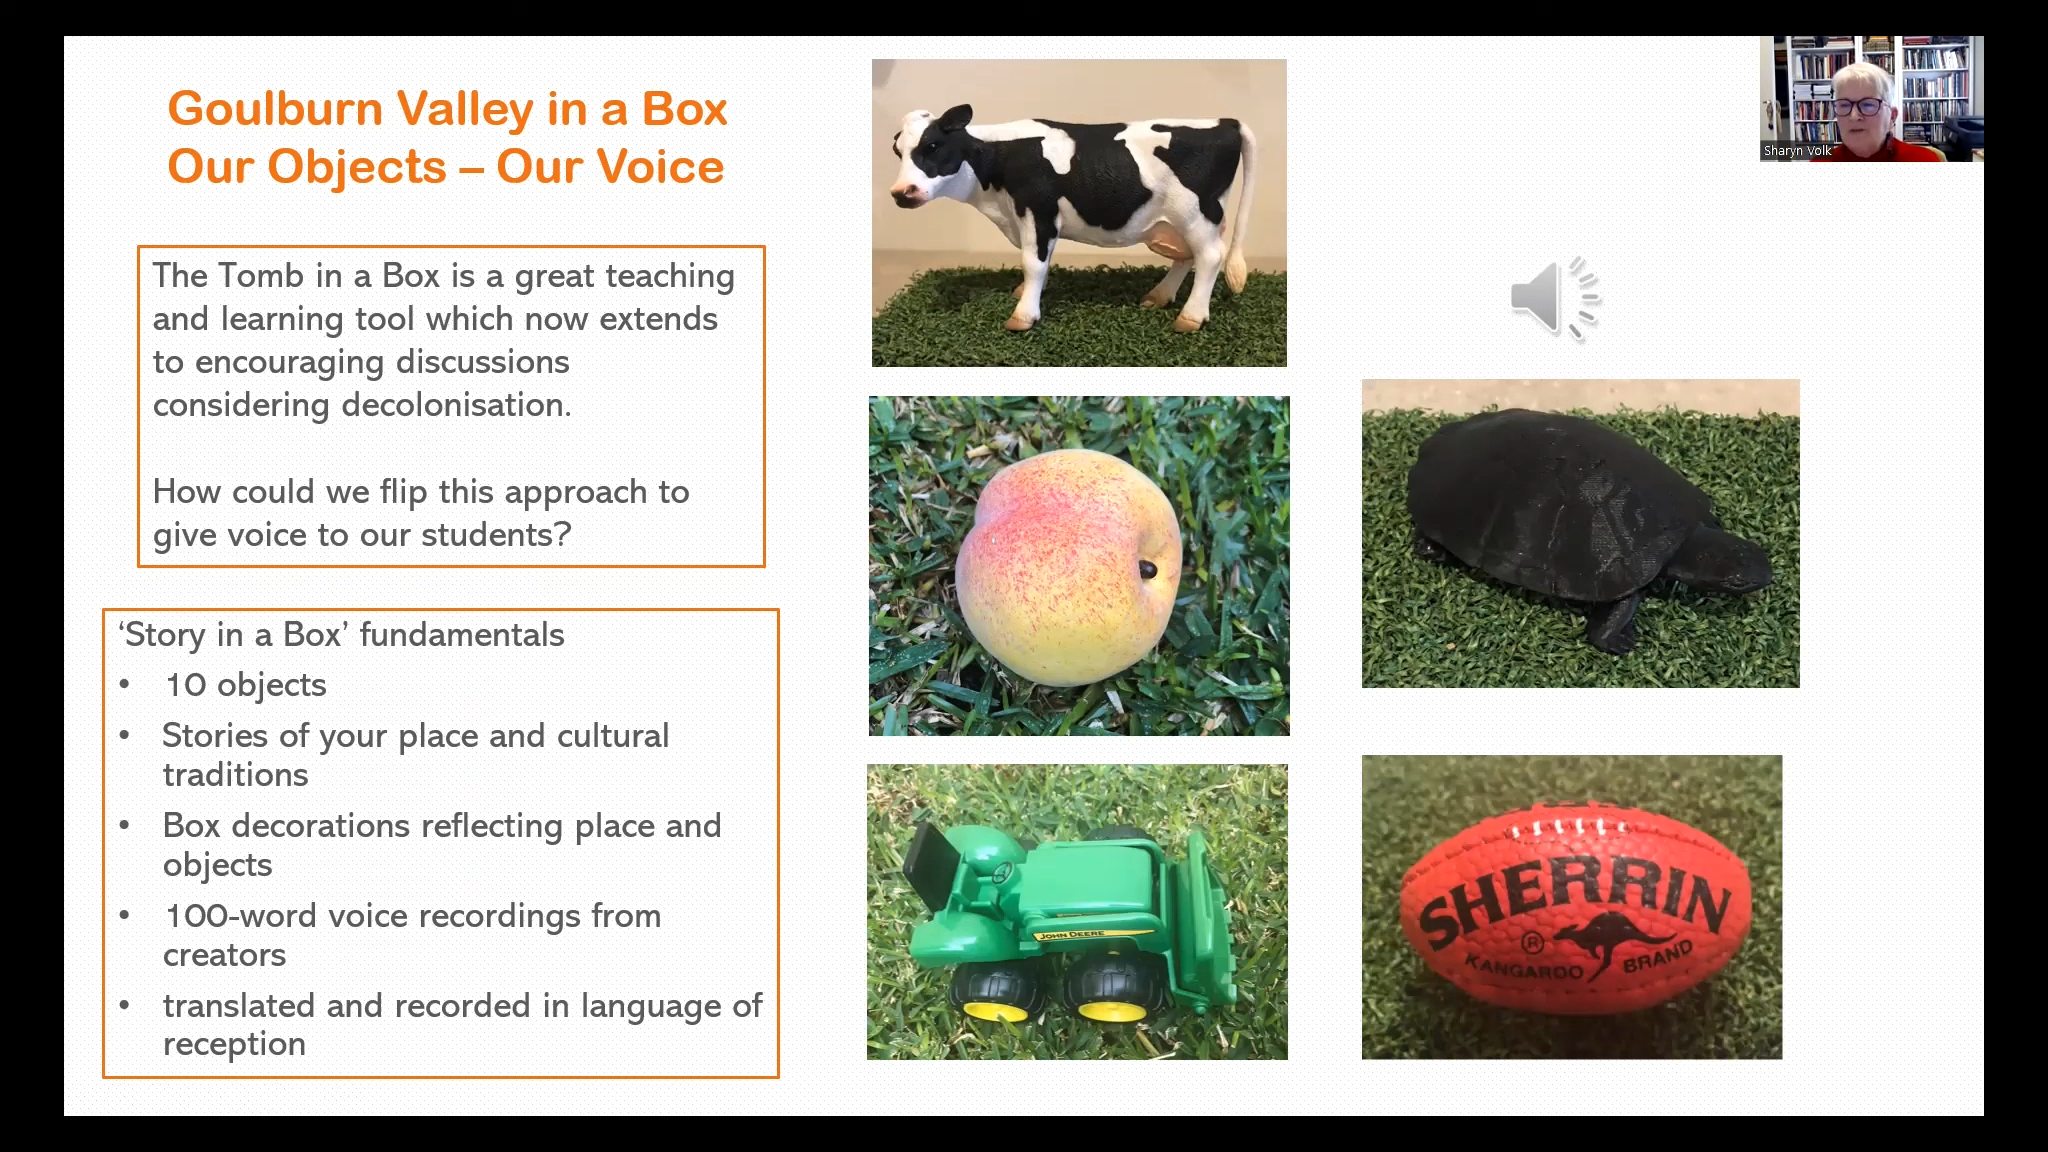 Goulburn Valley in a Box
Our Objects – Our Voice
The Tomb in a Box is a great teaching
and learning tool which now extends
to encouraging discussions
considering decolonisation.
How could we flip this approach to
give voice to our students?
‘Story in a Box’ fundamentals
• 10 objects
• Stories of your place and cultural
traditions
• Box decorations reflecting place and
objects
• 100-word voice recordings from
creators
• translated and recorded in language of
reception
Sharyn Volk
JOHN DEERE
SHERRIN
®
KANGAROO BRAND